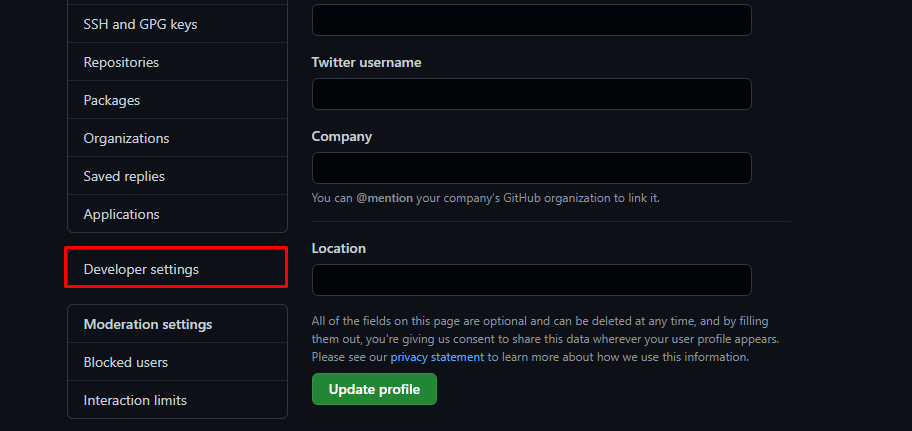 SSH and GPG keys
Repositories
Packages
Organizations
Saved replies
Applications
Developer settings
Moderation settings
Blocked users
Interaction limits
Twitter username
Company
You can @mention your company's GitHub organization to link it.
Location
All of the fields on this page are optional and can be deleted at any time, and by filling
them out, you're giving us consent to share this data wherever your user profile appears.
Please see our privacy statement to learn more about how we use this information.
Update profile